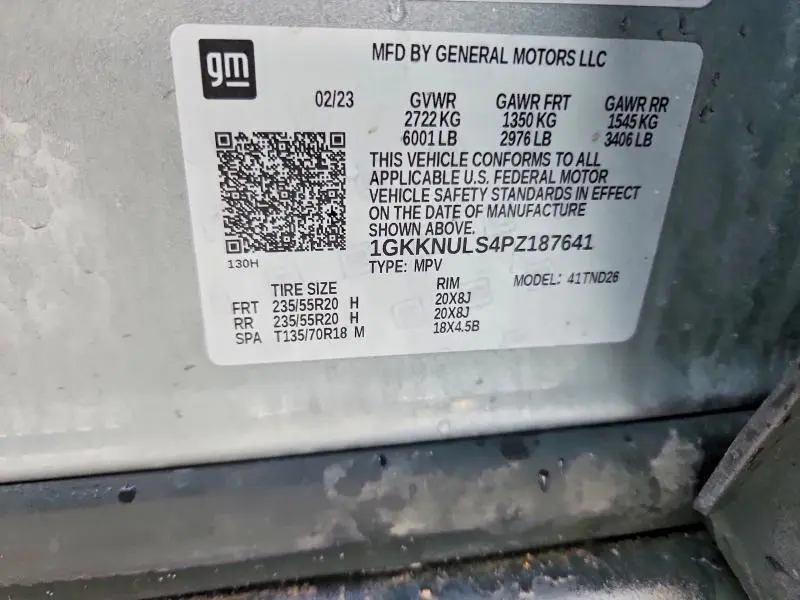 gm
MFD BY GENERAL MOTORS LLC
02/23 GVWR GAWR FRT GAWR RR
2722 KG 1350 KG 1545 KG
6001 LB 2976 LB 3406 LB
THIS VEHICLE CONFORMS TO ALL
APPLICABLE U.S. FEDERAL MOTOR
VEHICLE SAFETY STANDARDS IN EFFECT
ON THE DATE OF MANUFACTURE
SHOWN ABOVE.
1GKKNULS4PZ187641
130H
TYPE: MPV MODEL: 41TND26
TIRE SIZE RIM
FRT 235/55R20 H 20X8J
RR 235/55R20 H 20X8J
SPA T135/70R18 M 18X4.5B